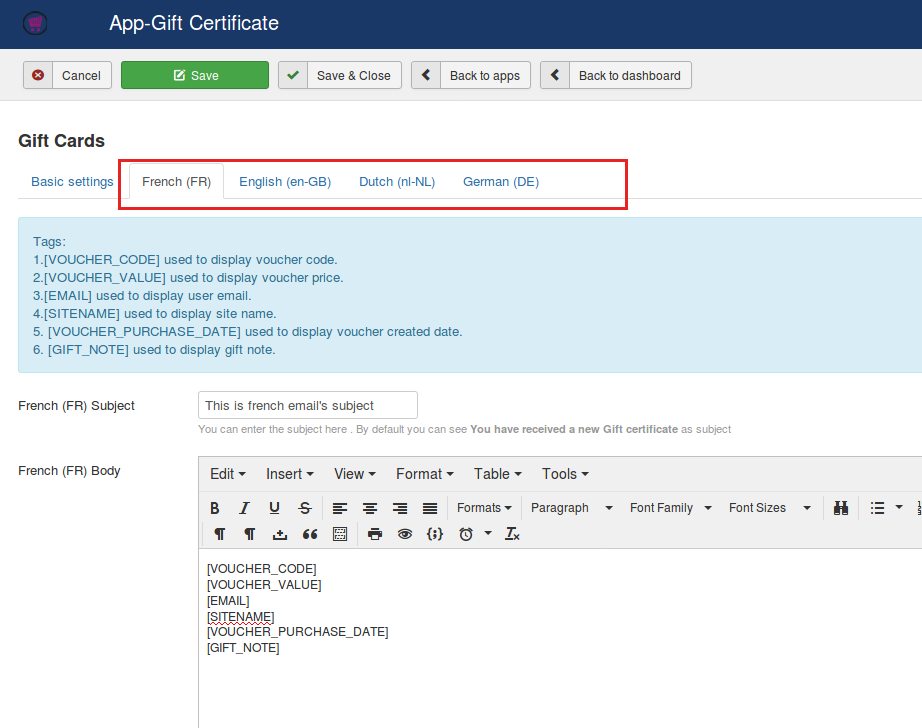 App-Gift Certificate
Cancel Save Save & Close Back to apps Back to dashboard
Gift Cards
Basic settings French (FR) English (en-GB) Dutch (nl-NL) German (DE)
Tags:
1.[VOUCHER_CODE] used to display voucher code.
2.[VOUCHER_VALUE] used to display voucher price.
3.[EMAIL] used to display user email.
4.[SITENAME] used to display site name.
5. [VOUCHER_PURCHASE_DATE] used to display voucher created date.
6. [GIFT_NOTE] used to display gift note.
French (FR) Subject This is french email's subject
You can enter the subject here . By default you can see You have received a new Gift certificate as subject
French (FR) Body
Edit Insert View Format Table Tools
B I U S Formats Paragraph Font Family Font Sizes
[VOUCHER_CODE]
[VOUCHER_VALUE]
[EMAIL]
[SITENAME]
[VOUCHER_PURCHASE_DATE]
[GIFT_NOTE]